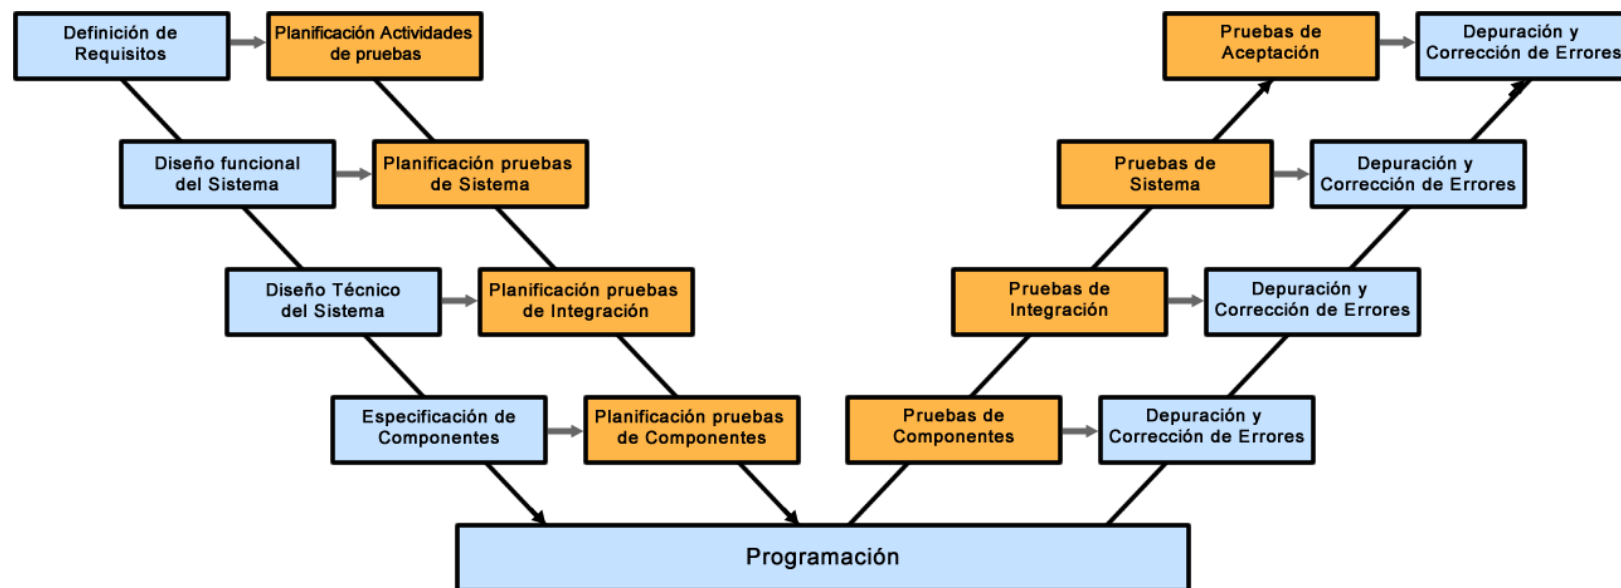 Definición de
Requisitos
Planificación Actividades
de pruebas
Pruebas de
Aceptación
Depuración y
Corrección de Errores
Diseño funcional
del Sistema
Planificación pruebas
de Sistema
Pruebas de
Sistema
Depuración y
Corrección de Errores
Diseño Técnico
del Sistema
Planificación pruebas
de Integración
Pruebas de
Integración
Depuración y
Corrección de Errores
Especificación de
Componentes
Planificación pruebas
de Componentes
Pruebas de
Componentes
Depuración y
Corrección de Errores
Programación